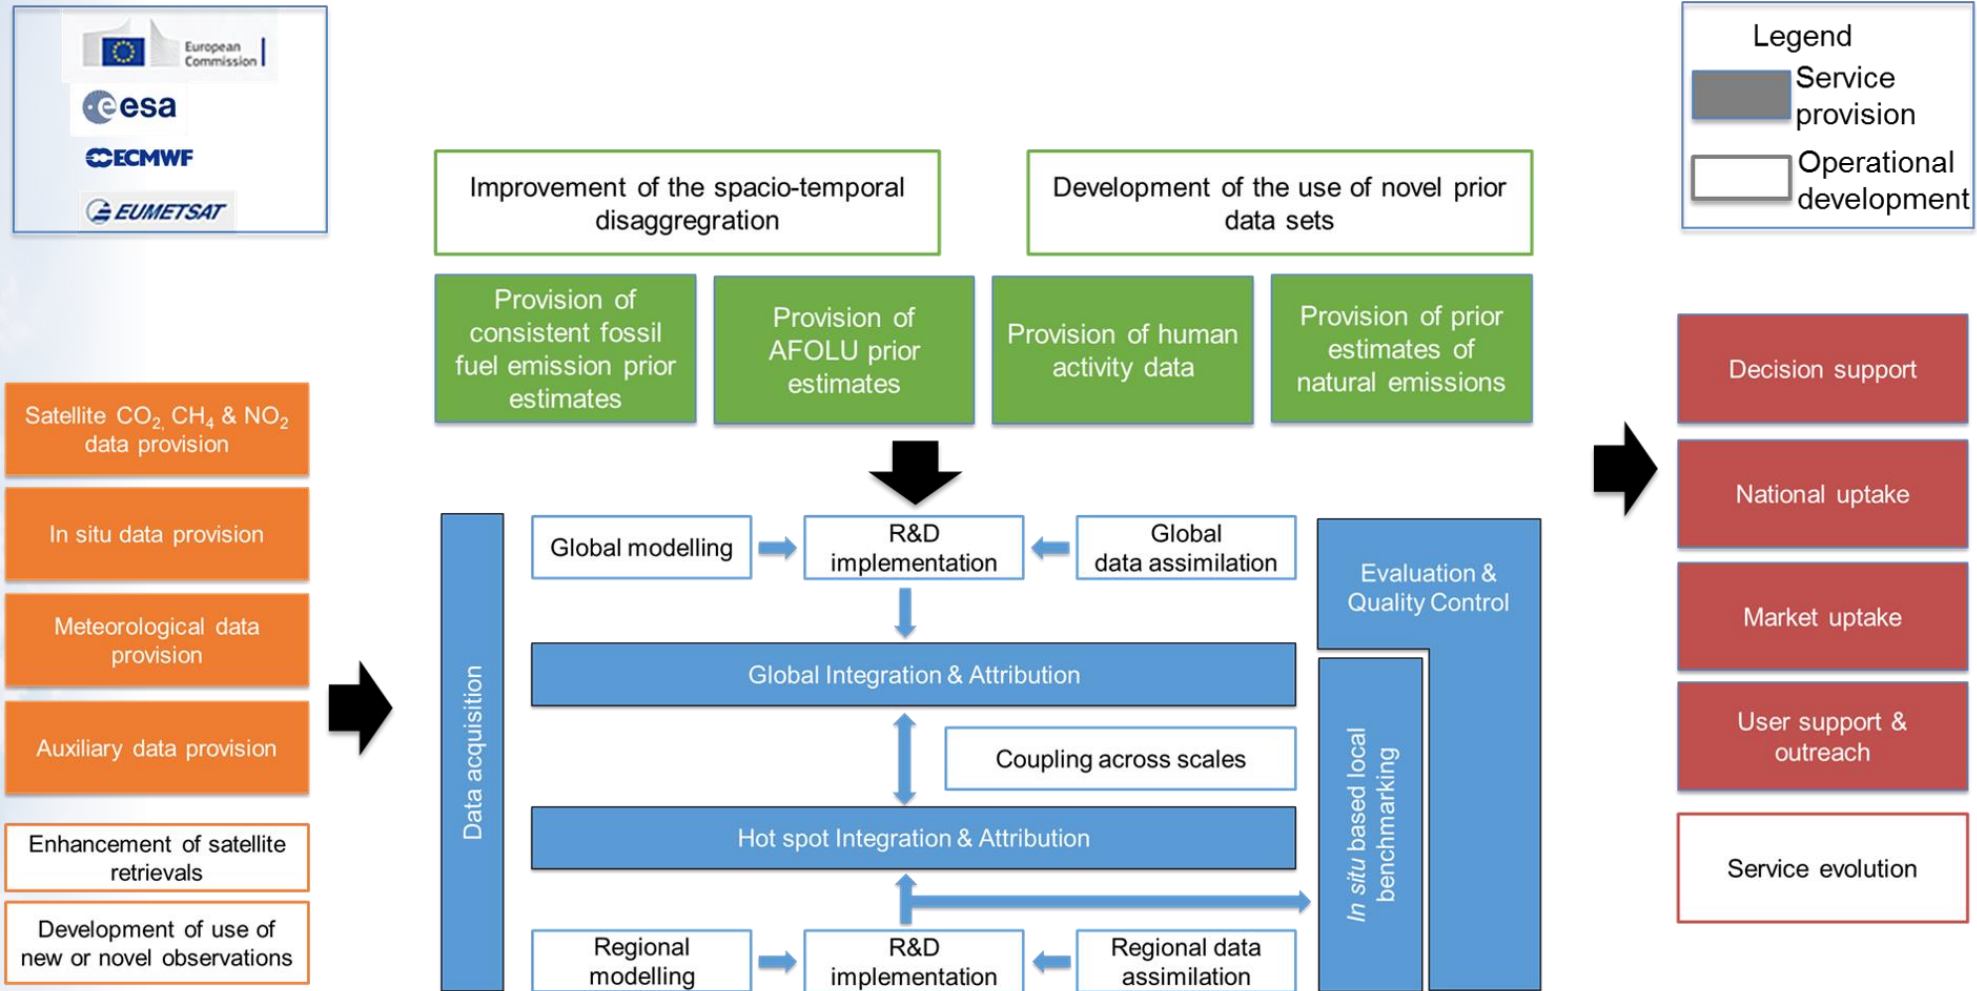 European
Commission
esa
ECMWF
EUMETSAT
Legend
Service
provision
Operational
development
Improvement of the spacio-temporal
disaggregration
Development of the use of novel prior
data sets
Provision of
consistent fossil
fuel emission prior
estimates
Provision of
AFOLU prior
estimates
Provision of human
activity data
Provision of prior
estimates of
natural emissions
Satellite CO2, CH4 & NO2
data provision
In situ data provision
Meteorological data
provision
Auxiliary data provision
Enhancement of satellite
retrievals
Development of use of
new or novel observations
Data acquisition
Global modelling
R&D
implementation
Global
data assimilation
Global Integration & Attribution
Coupling across scales
Hot spot Integration & Attribution
Regional
modelling
R&D
implementation
Regional data
assimilation
Evaluation &
Quality Control
In situ based local
benchmarking
Decision support
National uptake
Market uptake
User support &
outreach
Service evolution